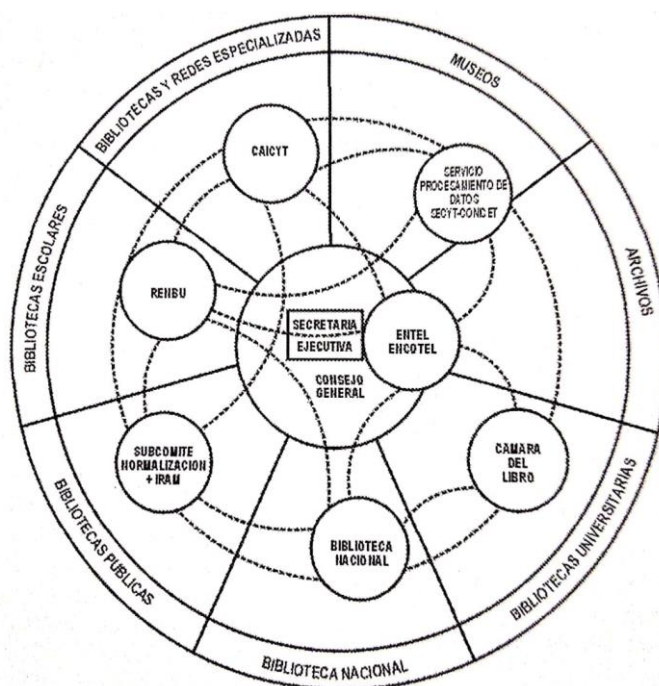 BIBLIOTECAS Y REDES ESPECIALIZADAS
MUSEOS
ARCHIVOS
BIBLIOTECAS UNIVERSITARIAS
BIBLIOTECA NACIONAL
BIBLIOTECAS PUBLICAS
BIBLIOTECAS ESCOLARES
CAICYT
SERVICIO
PROCESAMIENTO DE
DATOS
SECYT-CONICET
RENBU
SECRETARIA
EJECUTIVA
CONSEJO
GENERAL
ENTEL
ENCOTEL
SUBCOMITE
NORMALIZACION
+ IRAM
CAMARA
DEL
LIBRO
BIBLIOTECA
NACIONAL